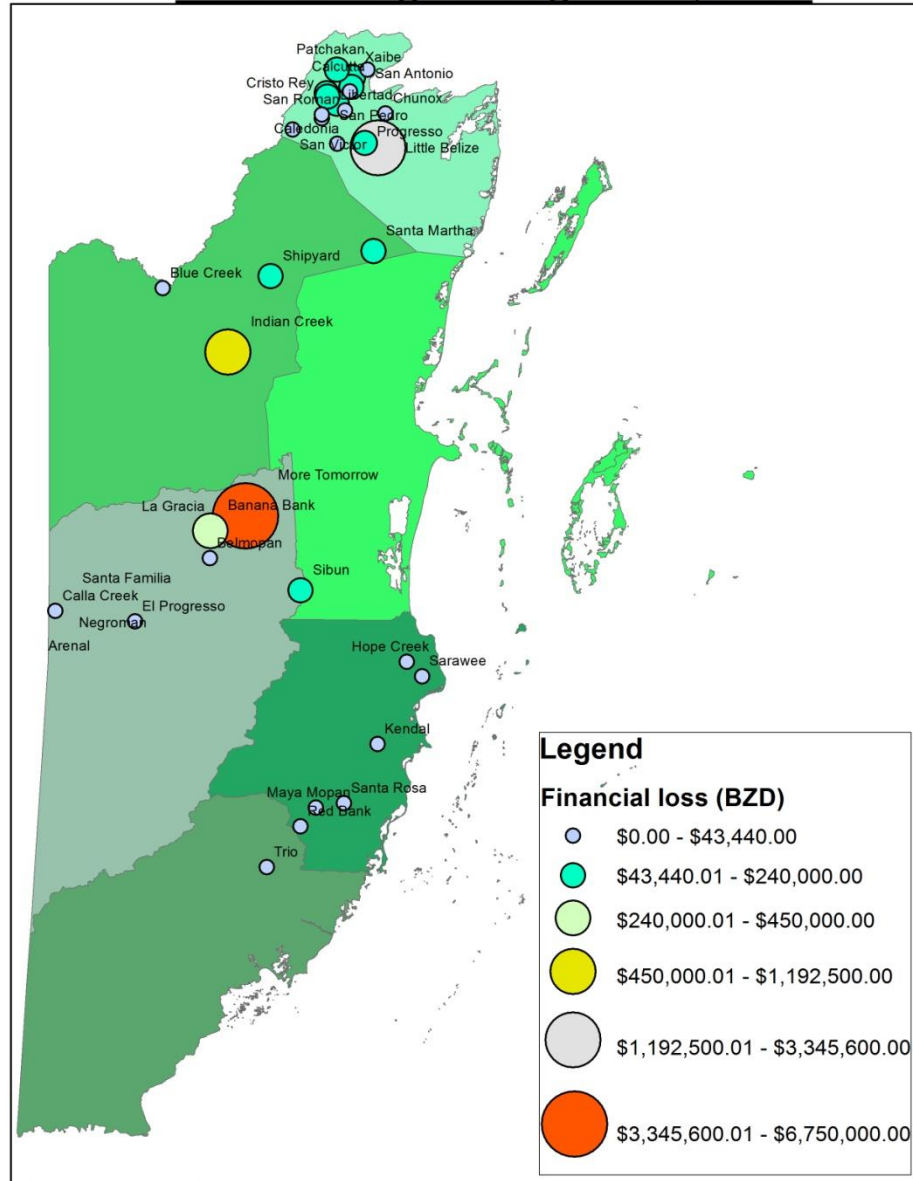 Patchakan
Xaibe
Calcutta
San Antonio
Cristo Rey
Libertad
San Roman
Chunox
San Pedro
Caledonia
Progresso
San Victor
Little Belize
Santa Martha
Shipyard
Blue Creek
Indian Creek
More Tomorrow
La Gracia
Banana Bank
Belmopan
Sibun
Santa Familia
Calla Creek
El Progresso
Negroman
Arenal
Hope Creek
Sarawee
Kendal
Maya Mopan
Santa Rosa
Red Bank
Trio
Legend
Financial loss (BZD)
$0.00 - $43,440.00
$43,440.01 - $240,000.00
$240,000.01 - $450,000.00
$450,000.01 - $1,192,500.00
$1,192,500.01 - $3,345,600.00
$3,345,600.01 - $6,750,000.00